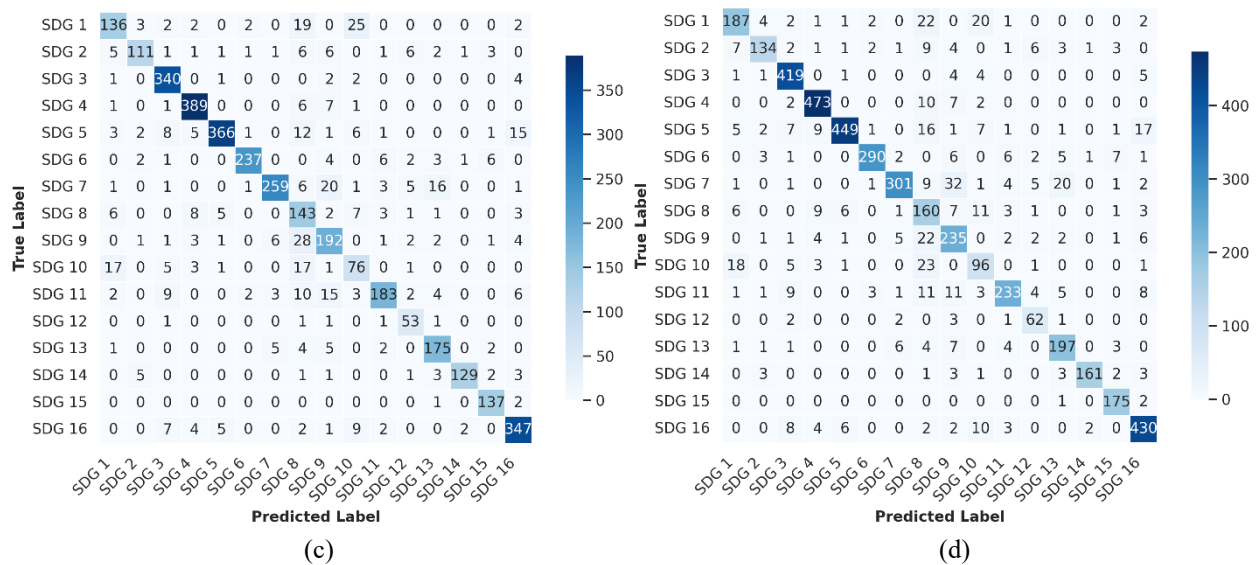 SDG 1 136 3 2 2 0 2 0 19 0 25 0 0 0 0 0 2
SDG 2 5 111 1 1 1 1 1 6 6 0 1 6 2 1 3 0
SDG 3 1 0 340 0 1 0 0 0 2 2 0 0 0 0 0 4
SDG 4 1 0 1 389 0 0 0 6 7 1 0 0 0 0 0 0
SDG 5 3 2 8 5 366 1 0 12 1 6 1 0 0 0 1 15
SDG 6 0 2 1 0 0 237 0 0 4 0 6 2 3 1 6 0
SDG 7 1 0 1 0 0 1 259 6 20 1 3 5 16 0 0 1
SDG 8 6 0 0 8 5 0 0 143 2 7 3 1 1 0 0 3
SDG 9 0 1 1 3 1 0 6 28 192 0 1 2 2 0 1 4
SDG 10 17 0 5 3 1 0 0 17 1 76 0 1 0 0 0 0
SDG 11 2 0 9 0 0 2 3 10 15 3 183 2 4 0 0 6
SDG 12 0 0 1 0 0 0 0 1 1 0 1 53 1 0 0 0
SDG 13 1 0 0 0 0 0 5 4 5 0 2 0 175 0 2 0
SDG 14 0 5 0 0 0 0 0 1 1 0 0 1 3 129 2 3
SDG 15 0 0 0 0 0 0 0 0 0 0 0 0 1 0 137 2
SDG 16 0 0 7 4 5 0 0 2 1 9 2 0 0 2 0 347
True Label
SDG 1 SDG 2 SDG 3 SDG 4 SDG 5 SDG 6 SDG 7 SDG 8 SDG 9 SDG 10 SDG 11 SDG 12 SDG 13 SDG 14 SDG 15 SDG 16
Predicted Label
350
300
250
200
150
100
50
0
(c)
SDG 1 187 4 2 1 1 2 0 22 0 20 1 0 0 0 0 2
SDG 2 7 134 2 1 1 2 1 9 4 0 1 6 3 1 3 0
SDG 3 1 1 419 0 1 0 0 0 4 4 0 0 0 0 0 5
SDG 4 0 0 2 473 0 0 0 10 7 2 0 0 0 0 0 0
SDG 5 5 2 7 9 449 1 0 16 1 7 1 0 1 0 1 17
SDG 6 0 3 1 0 0 290 2 0 6 0 6 2 5 1 7 1
SDG 7 1 0 1 0 0 1 301 9 32 1 4 5 20 0 1 2
SDG 8 6 0 0 9 6 0 1 160 7 11 3 1 0 0 1 3
SDG 9 0 1 1 4 1 0 5 22 235 0 2 2 2 0 1 6
SDG 10 18 0 5 3 1 0 0 23 0 96 0 1 0 0 0 1
SDG 11 1 1 9 0 0 3 1 11 11 3 233 4 5 0 0 8
SDG 12 0 0 2 0 0 0 2 0 3 0 1 62 1 0 0 0
SDG 13 1 1 1 0 0 0 6 4 7 0 4 0 197 0 3 0
SDG 14 0 3 0 0 0 0 0 1 3 1 0 0 3 161 2 3
SDG 15 0 0 0 0 0 0 0 0 0 0 0 0 1 0 175 2
SDG 16 0 0 8 4 6 0 0 2 2 10 3 0 0 2 0 430
True Label
SDG 1 SDG 2 SDG 3 SDG 4 SDG 5 SDG 6 SDG 7 SDG 8 SDG 9 SDG 10 SDG 11 SDG 12 SDG 13 SDG 14 SDG 15 SDG 16
Predicted Label
400
300
200
100
0
(d)